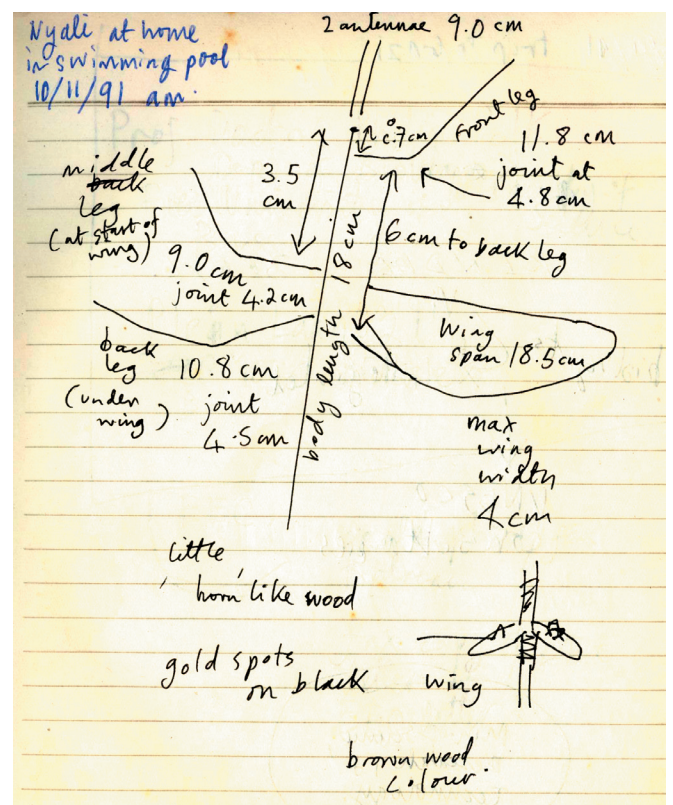 Nyali at home
in swimming pool
10/11/91 am.
2 antennae 9.0 cm
0.7cm
Front leg
11.8 cm
joint at
4.8 cm
middle
back
leg
(at start of
wing)
3.5
cm
6 cm to back leg
9.0cm
joint 4.2cm
body length 18 cm
Wing
span 18.5cm
back
leg
(under
wing)
10.8 cm
joint
4.5cm
max
wing
width
4 cm
little
'horn' like wood
gold spots
on black
wing
brown wood
colour.